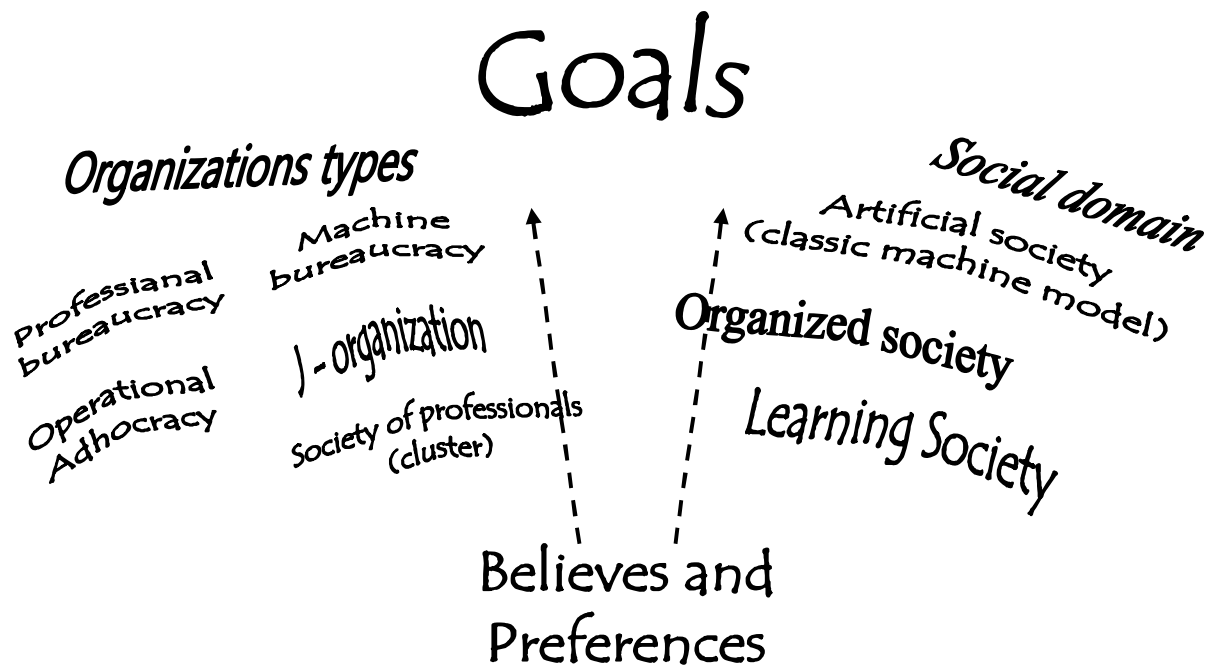 Goals
Organizations types
Machine
bureaucracy
Professianal
bureaucracy
J - organization
Operational
Adhocracy
Society of professionals
(cluster)
Social domain
Artificial society
(classic machine model)
Organized society
Learning Society
Believes and
Preferences